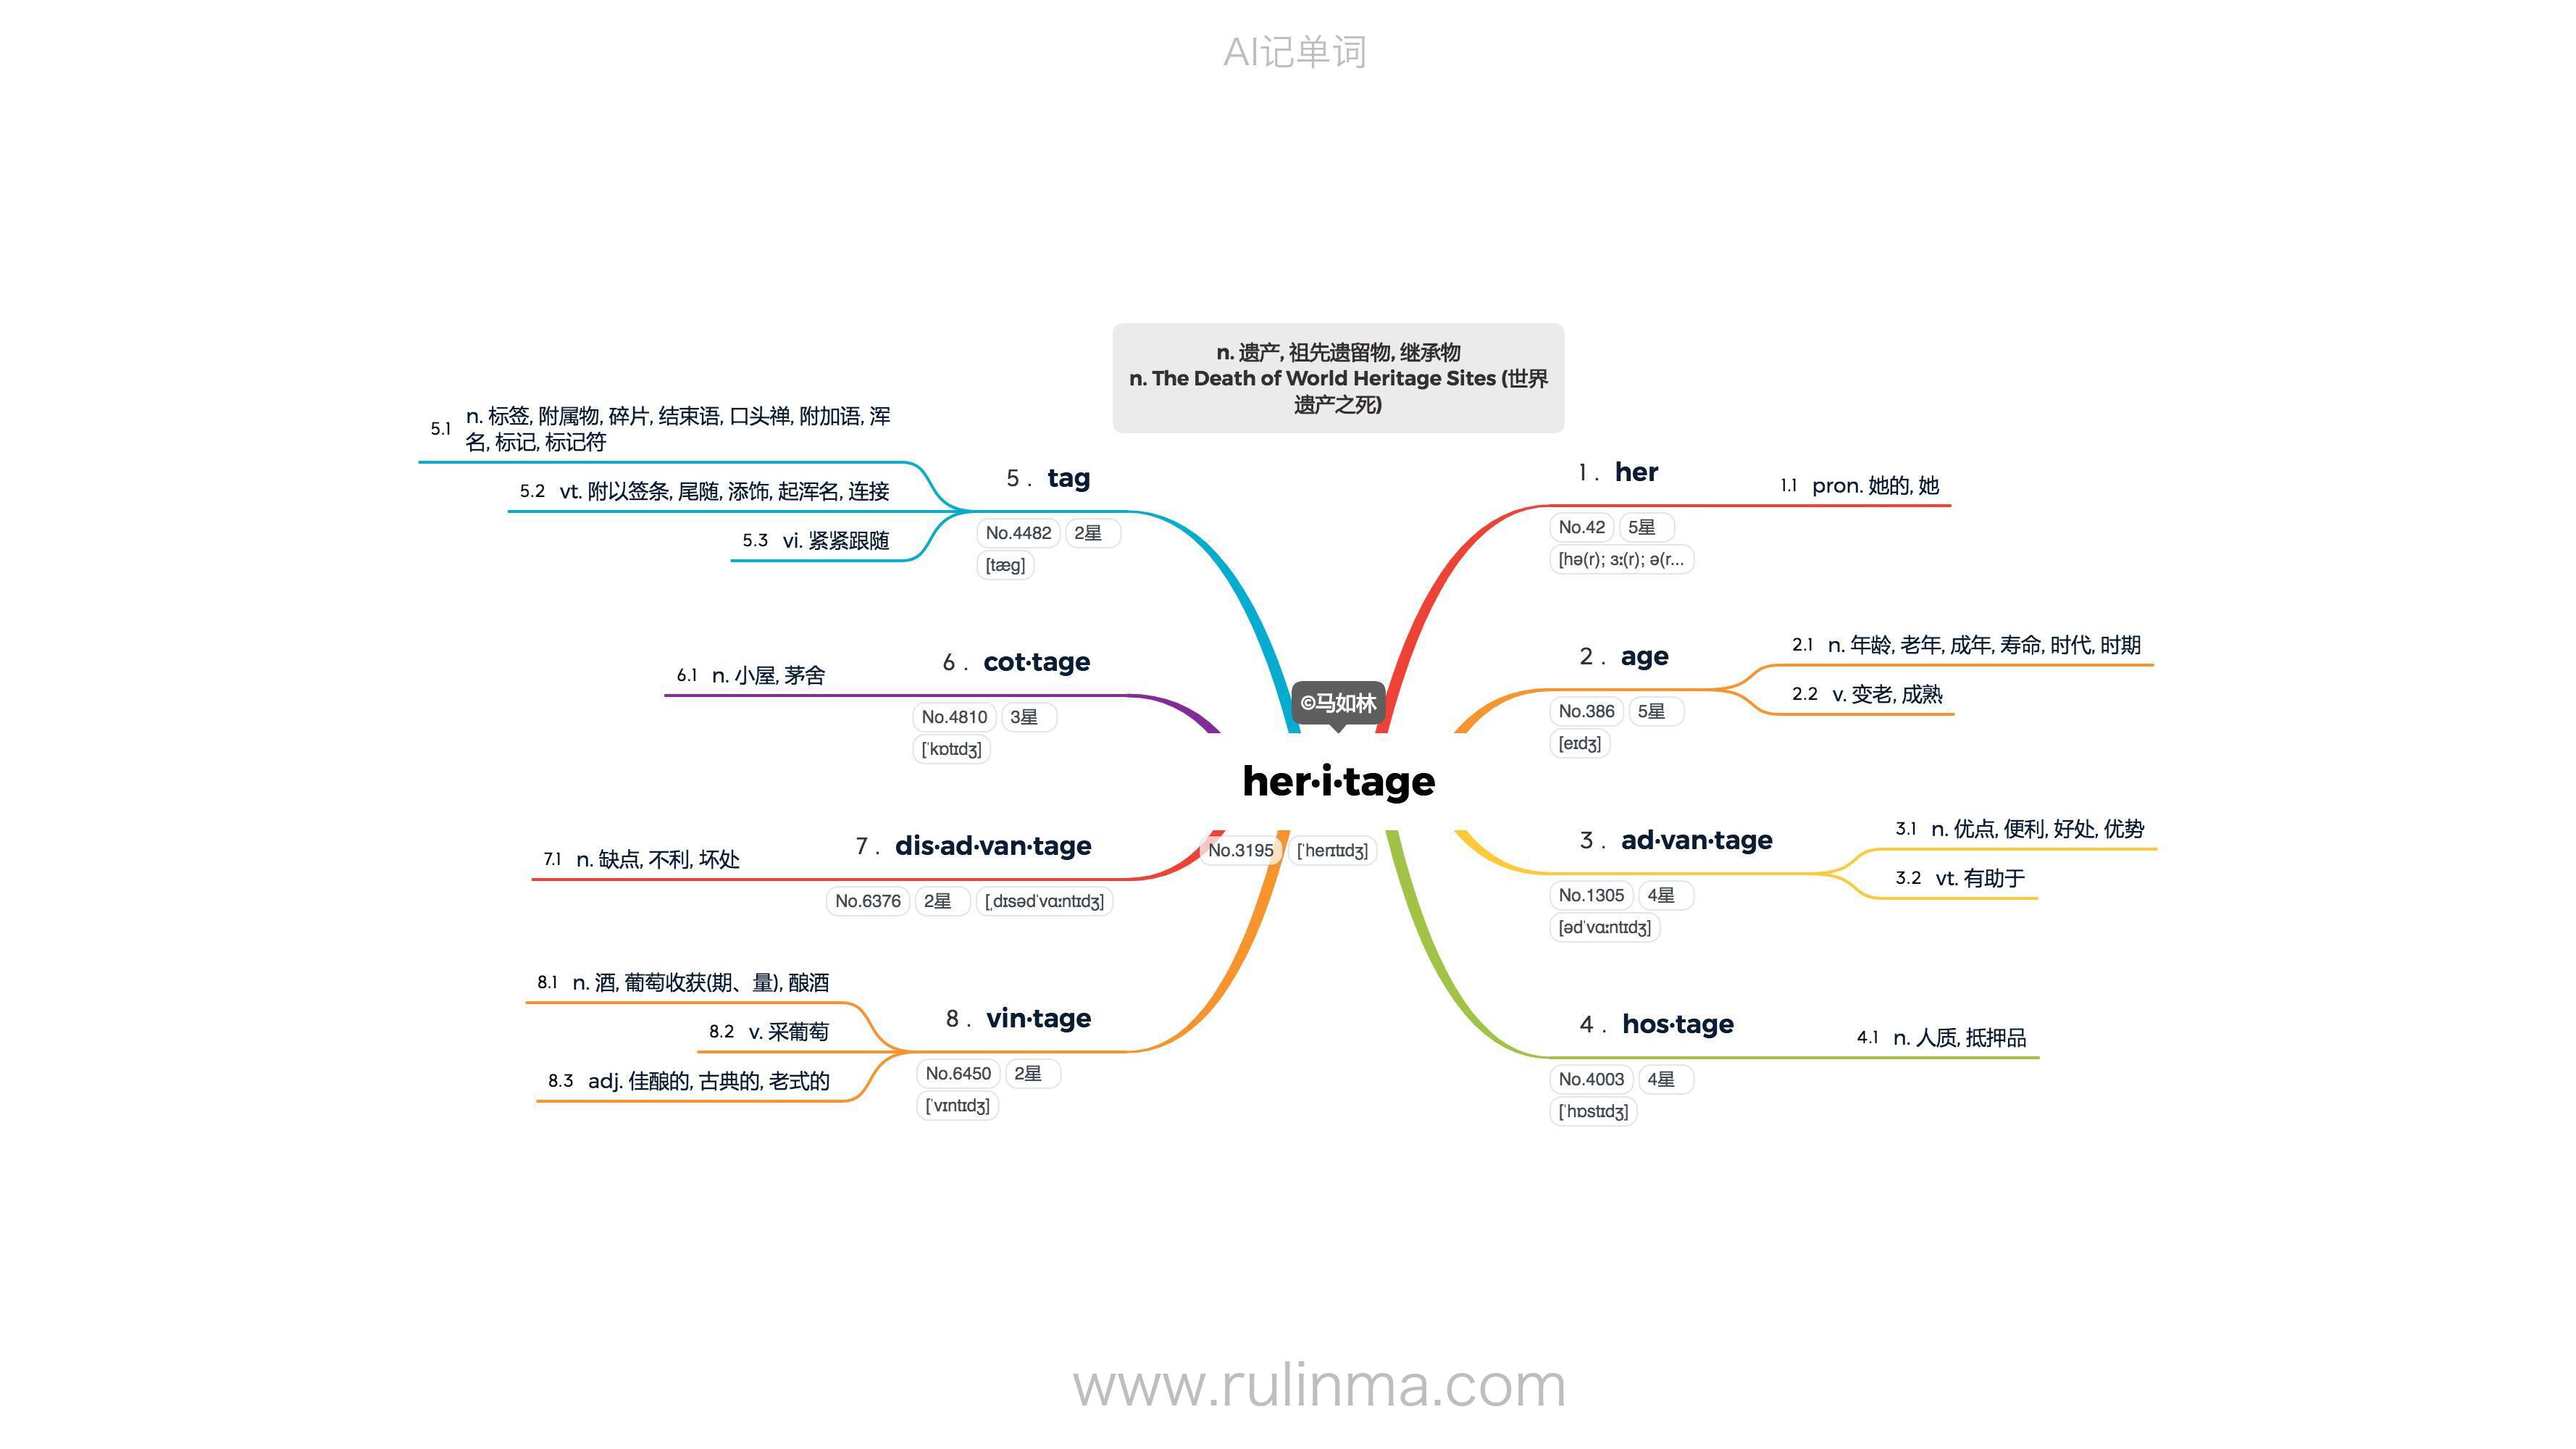 AI记单词
n. 遗产, 祖先遗留物, 继承物
n. The Death of World Heritage Sites (世界
遗产之死)
©马如林
her·i·tage
No.3195 [ˈherɪtɪdʒ]
1. her
No.42 5星
[hə(r); ɜː(r); ə(r...
1.1 pron. 她的, 她
2. age
No.386 5星
[eɪdʒ]
2.1 n. 年龄, 老年, 成年, 寿命, 时代, 时期
2.2 v. 变老, 成熟
3. ad·van·tage
No.1305 4星
[ədˈvɑːntɪdʒ]
3.1 n. 优点, 便利, 好处, 优势
3.2 vt. 有助于
4. hos·tage
No.4003 4星
[ˈhɒstɪdʒ]
4.1 n. 人质, 抵押品
5. tag
No.4482 2星
[tæg]
5.1 n. 标签, 附属物, 碎片, 结束语, 口头禅, 附加语, 浑
名, 标记, 标记符
5.2 vt. 附以签条, 尾随, 添饰, 起浑名, 连接
5.3 vi. 紧紧跟随
6. cot·tage
No.4810 3星
[ˈkɒtɪdʒ]
6.1 n. 小屋, 茅舍
7. dis·ad·van·tage
No.6376 2星 [ˌdɪsədˈvɑːntɪdʒ]
7.1 n. 缺点, 不利, 坏处
8. vin·tage
No.6450 2星
[ˈvɪntɪdʒ]
8.1 n. 酒, 葡萄收获(期、量), 酿酒
8.2 v. 采葡萄
8.3 adj. 佳酿的, 古典的, 老式的
www.rulinma.com